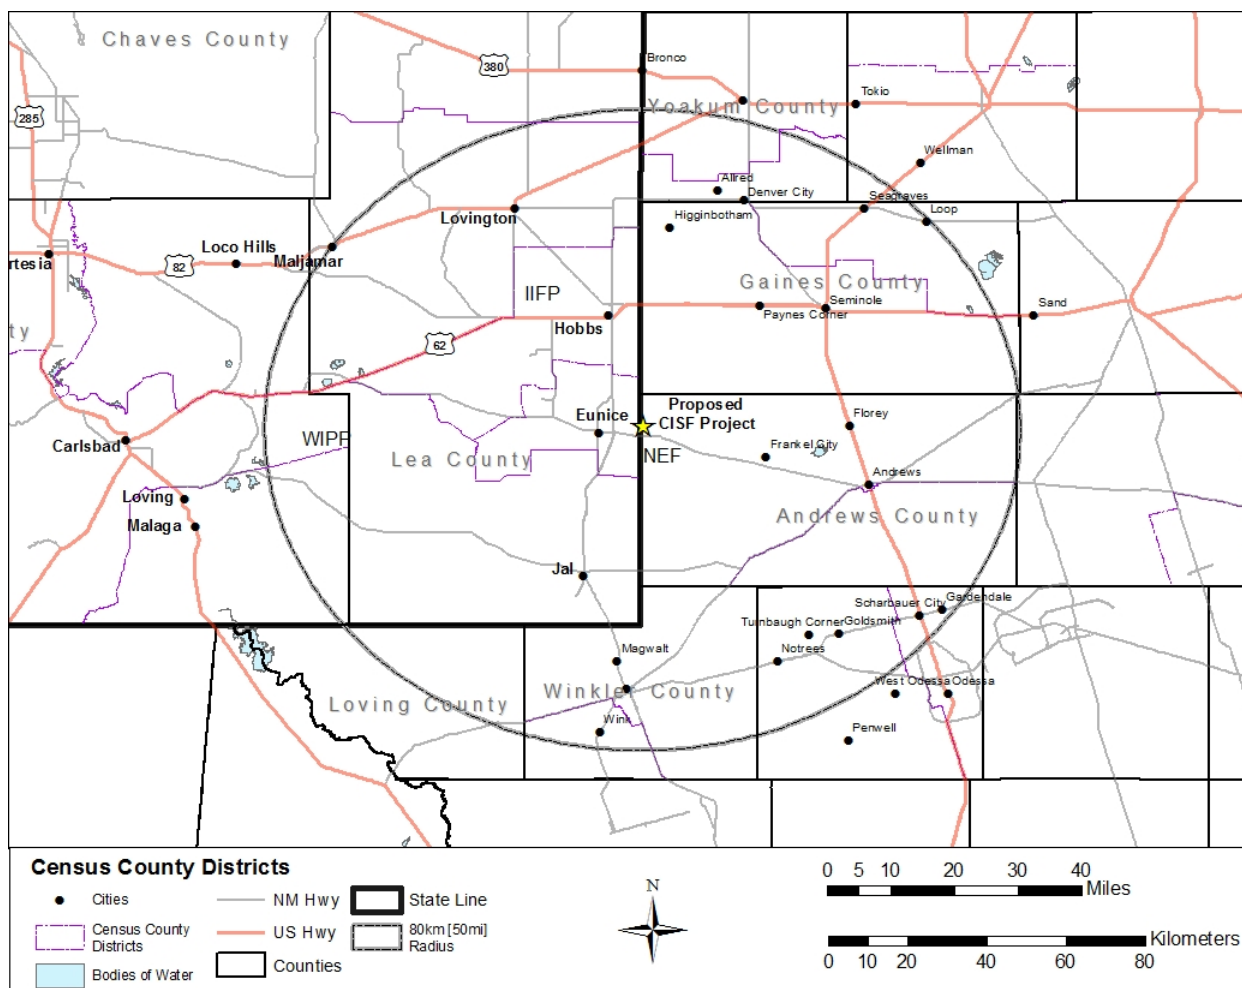 Chaves County
380
Bronco
285
Yoakum County
Tokio
Wellman
Allred
Denver City
Seagraves
Loop
Lovington
Higginbotham
Loco Hills
rtesia
82
Maljamar
Gaines County
IIFP
Seminole
Sand
Paynes Corner
Hobbs
ty
62
Proposed
CISF Project
Eunice
Florey
WIPP
Carlsbad
Lea County
NEF
Frankel City
Andrews
Loving
Andrews County
Malaga
Jal
Scharbauer City
Gardendale
Turnbaugh Corner
Goldsmith
Magwalt
Notrees
Winkler County
West Odessa
Odessa
Loving County
Wink
Penwell
Census County Districts
Cities
Census County
Districts
Bodies of Water
NM Hwy
US Hwy
Counties
State Line
80km [50mi]
Radius
N
0 5 10 20 30 40
Miles
Kilometers
0 10 20 40 60 80